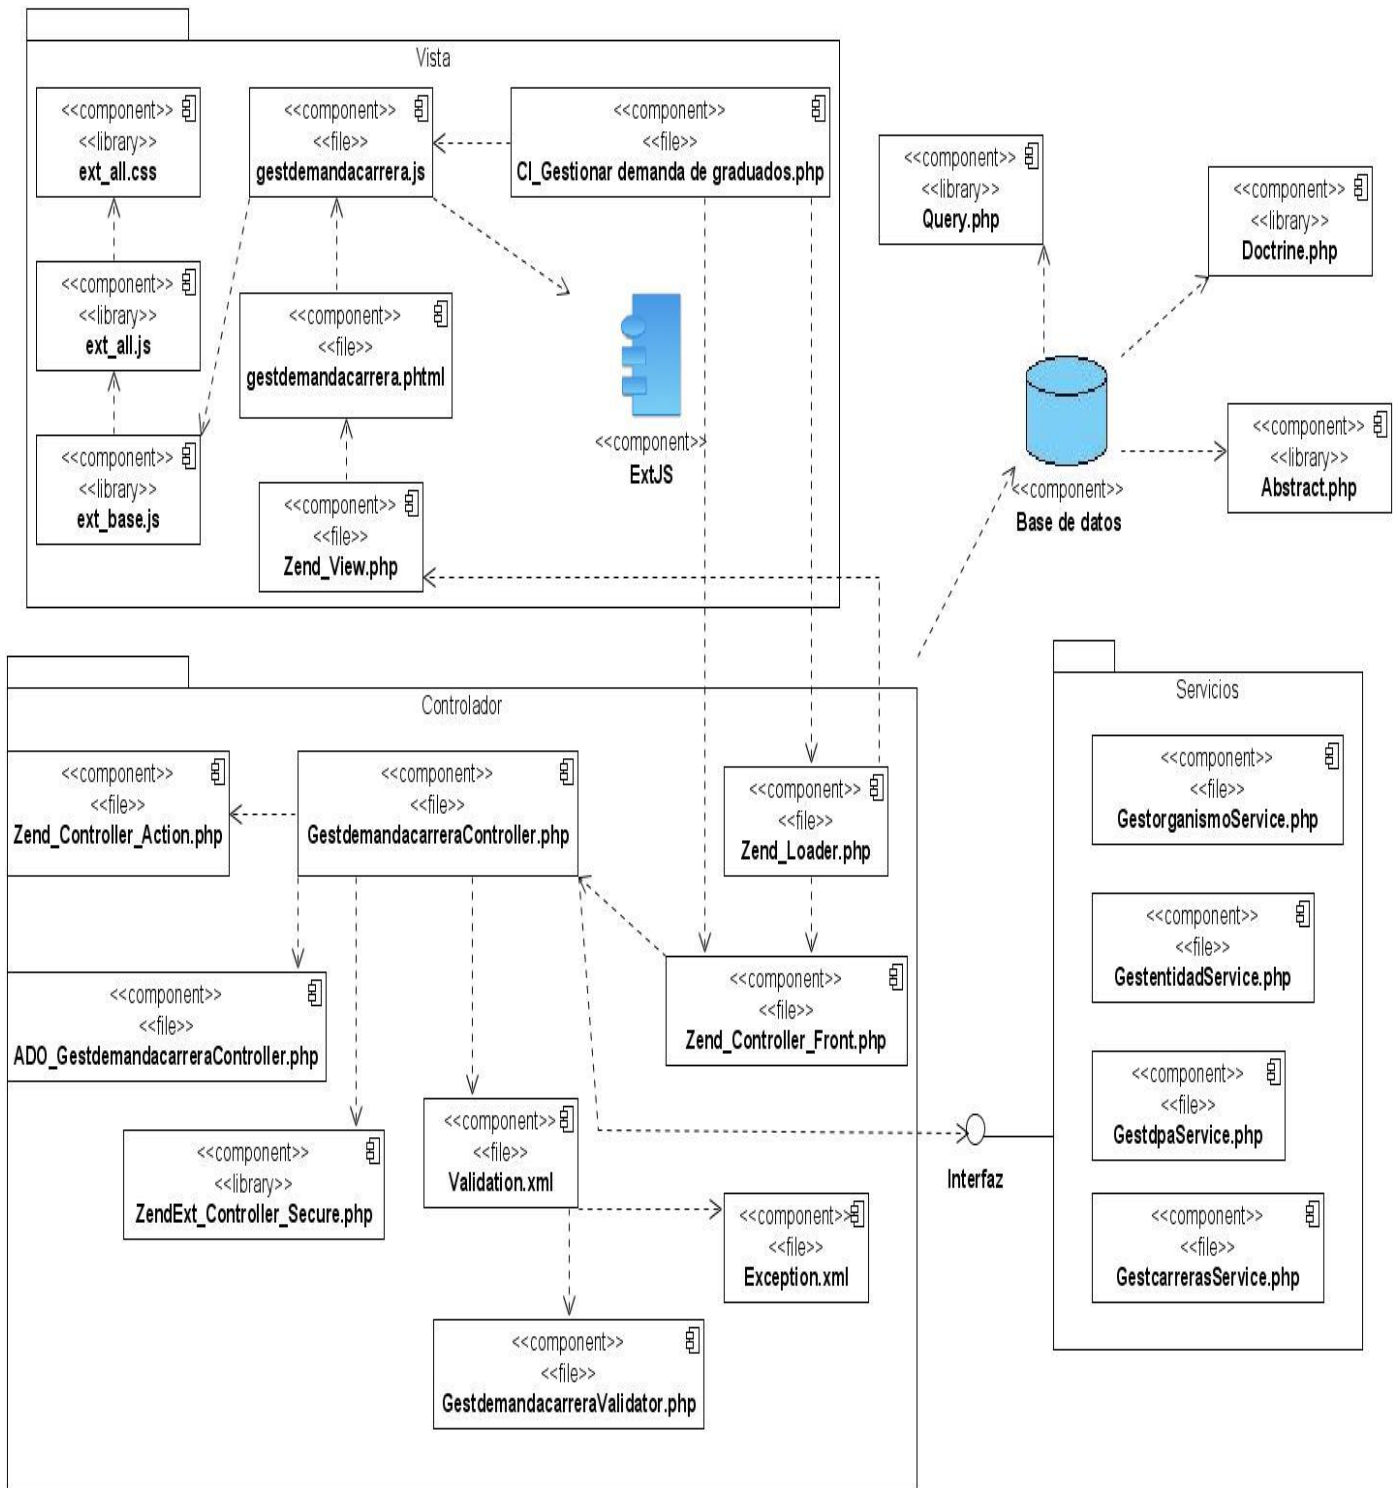 Vista
<<component>>
<<library>>
ext_all.css
<<component>>
<<file>>
gestdemandacarrera.js
<<component>>
<<file>>
CI_Gestionar demanda de graduados.php
<<component>>
<<library>>
ext_all.js
<<component>>
<<file>>
gestdemandacarrera.phtml
<<component>>
ExtJS
<<component>>
<<library>>
ext_base.js
<<component>>
<<file>>
Zend_View.php
<<component>>
<<library>>
Query.php
<<component>>
<<library>>
Doctrine.php
<<component>>
<<library>>
Abstract.php
<<component>>
Base de datos
Controlador
<<component>>
<<file>>
Zend_Controller_Action.php
<<component>>
<<file>>
GestdemandacarreraController.php
<<component>>
<<file>>
Zend_Loader.php
<<component>>
<<file>>
ADO_GestdemandacarreraController.php
<<component>>
<<file>>
Zend_Controller_Front.php
<<component>>
<<library>>
ZendExt_Controller_Secure.php
<<component>>
<<file>>
Validation.xml
<<component>>
<<file>>
Exception.xml
<<component>>
<<file>>
GestdemandacarreraValidator.php
Interfaz
Servicios
<<component>>
<<file>>
GestorganismoService.php
<<component>>
<<file>>
GestentidadService.php
<<component>>
<<file>>
GestdpaService.php
<<component>>
<<file>>
GestcarrerasService.php